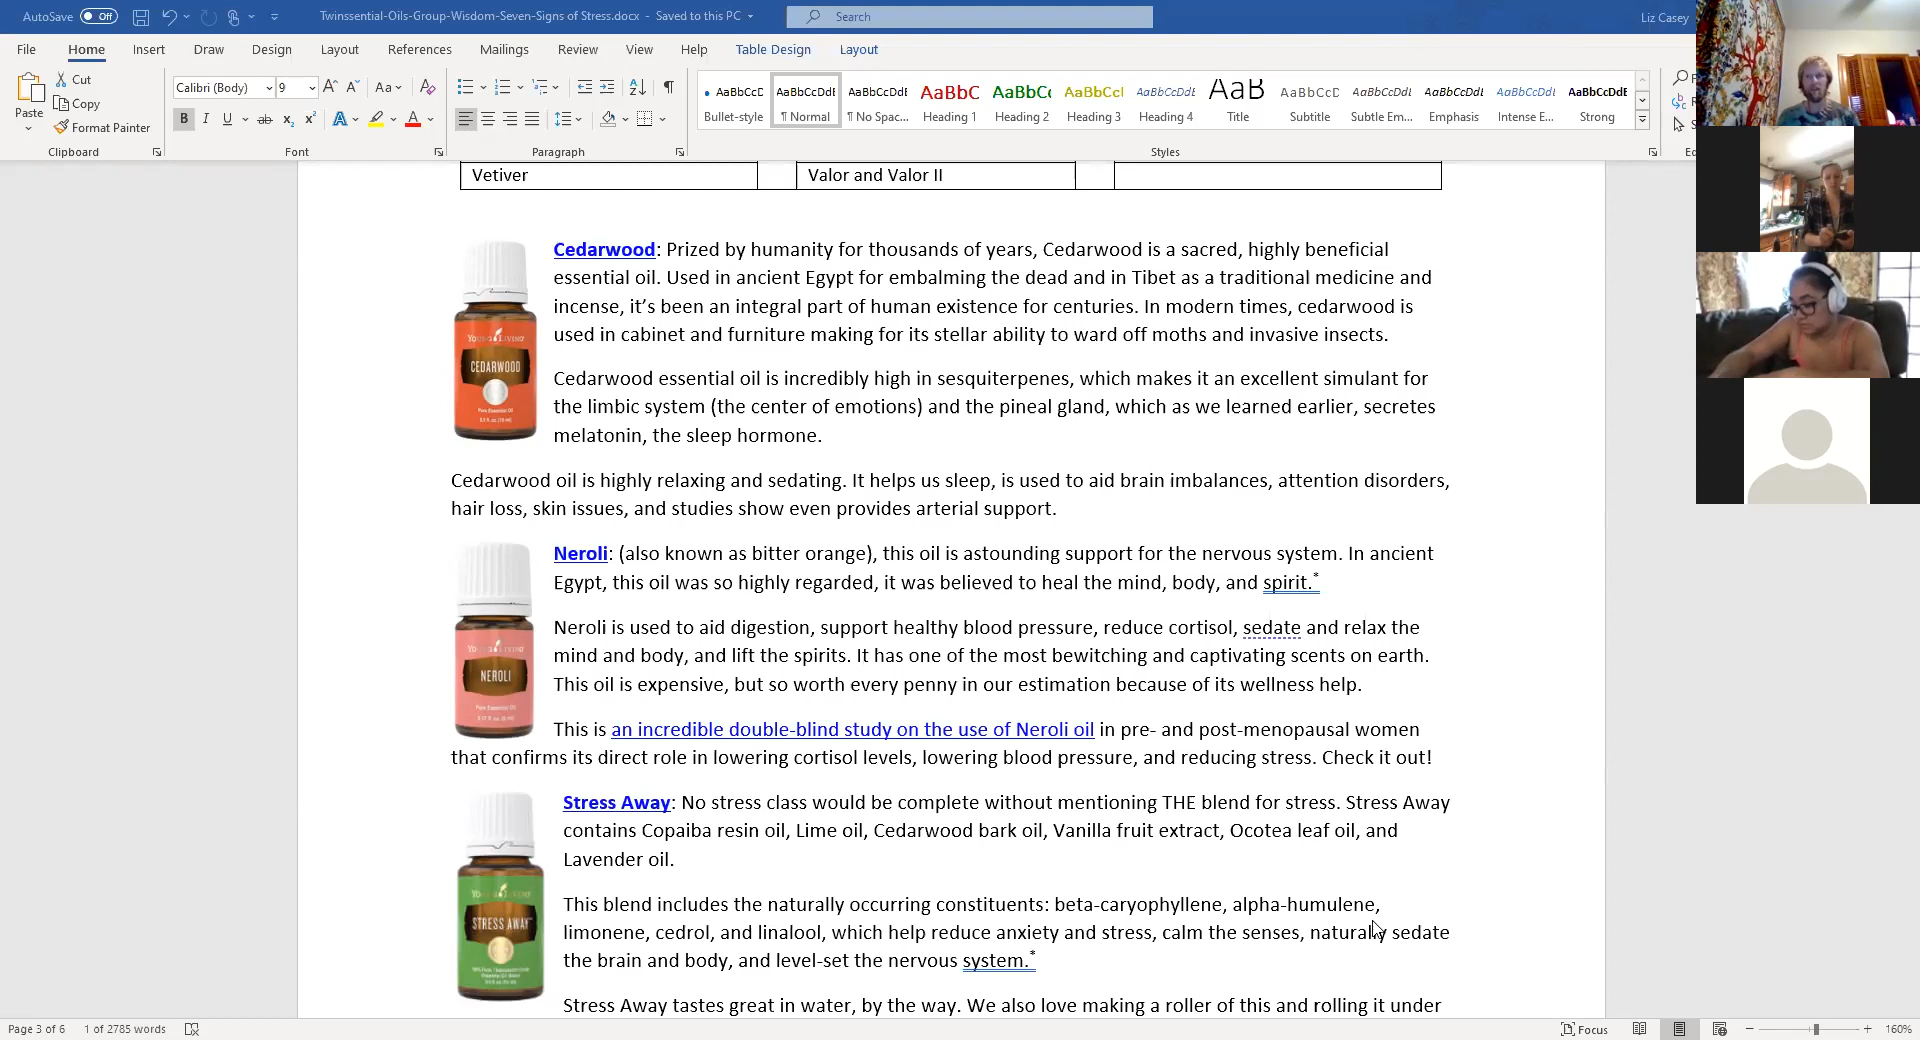 AutoSave Off Twinssential-Oils-Group-Wisdom-Seven-Signs of Stress.docx - Saved to this PC Search Liz Casey
File Home Insert Draw Design Layout References Mailings Review View Help Table Design Layout
Paste Cut Copy Format Painter Clipboard
Calibri (Body) 9 Font
Paragraph
AaBbCcDdE AaBbCcDdE AaBbCcDdE AaBbC AaBbCc AaBbCcI AaBbCcDdE AaB AaBbCcD AaBbCcDdE AaBbCcDdE AaBbCcDdE AaBbCcDdE
Bullet-style ¶ Normal ¶ No Spac... Heading 1 Heading 2 Heading 3 Heading 4 Title Subtitle Subtle Em... Emphasis Intense E... Strong
Styles
Vetiver Valor and Valor II
Cedarwood: Prized by humanity for thousands of years, Cedarwood is a sacred, highly beneficial
essential oil. Used in ancient Egypt for embalming the dead and in Tibet as a traditional medicine and
incense, it's been an integral part of human existence for centuries. In modern times, cedarwood is
used in cabinet and furniture making for its stellar ability to ward off moths and invasive insects.
YOUNG LIVING
CEDARWOOD
Cedarwood essential oil is incredibly high in sesquiterpenes, which makes it an excellent simulant for
the limbic system (the center of emotions) and the pineal gland, which as we learned earlier, secretes
melatonin, the sleep hormone.
Cedarwood oil is highly relaxing and sedating. It helps us sleep, is used to aid brain imbalances, attention disorders,
hair loss, skin issues, and studies show even provides arterial support.
Neroli: (also known as bitter orange), this oil is astounding support for the nervous system. In ancient
Egypt, this oil was so highly regarded, it was believed to heal the mind, body, and spirit.*
YOUNG LIVING
NEROLI
Neroli is used to aid digestion, support healthy blood pressure, reduce cortisol, sedate and relax the
mind and body, and lift the spirits. It has one of the most bewitching and captivating scents on earth.
This oil is expensive, but so worth every penny in our estimation because of its wellness help.
This is an incredible double-blind study on the use of Neroli oil in pre- and post-menopausal women
that confirms its direct role in lowering cortisol levels, lowering blood pressure, and reducing stress. Check it out!
Stress Away: No stress class would be complete without mentioning THE blend for stress. Stress Away
contains Copaiba resin oil, Lime oil, Cedarwood bark oil, Vanilla fruit extract, Ocotea leaf oil, and
Lavender oil.
YOUNG LIVING
STRESS AWAY
This blend includes the naturally occurring constituents: beta-caryophyllene, alpha-humulene,
limonene, cedrol, and linalool, which help reduce anxiety and stress, calm the senses, naturally sedate
the brain and body, and level-set the nervous system.*
Stress Away tastes great in water, by the way. We also love making a roller of this and rolling it under
Page 3 of 6 1 of 2785 words Focus 160%